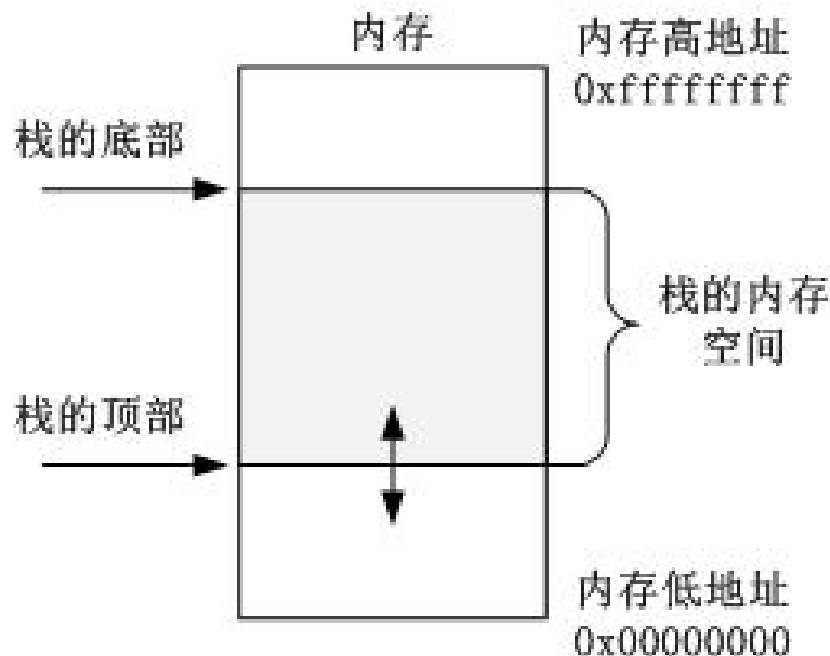 内存
内存高地址
0xffffffff
栈的底部
栈的内存
空间
栈的顶部
内存低地址
0x00000000